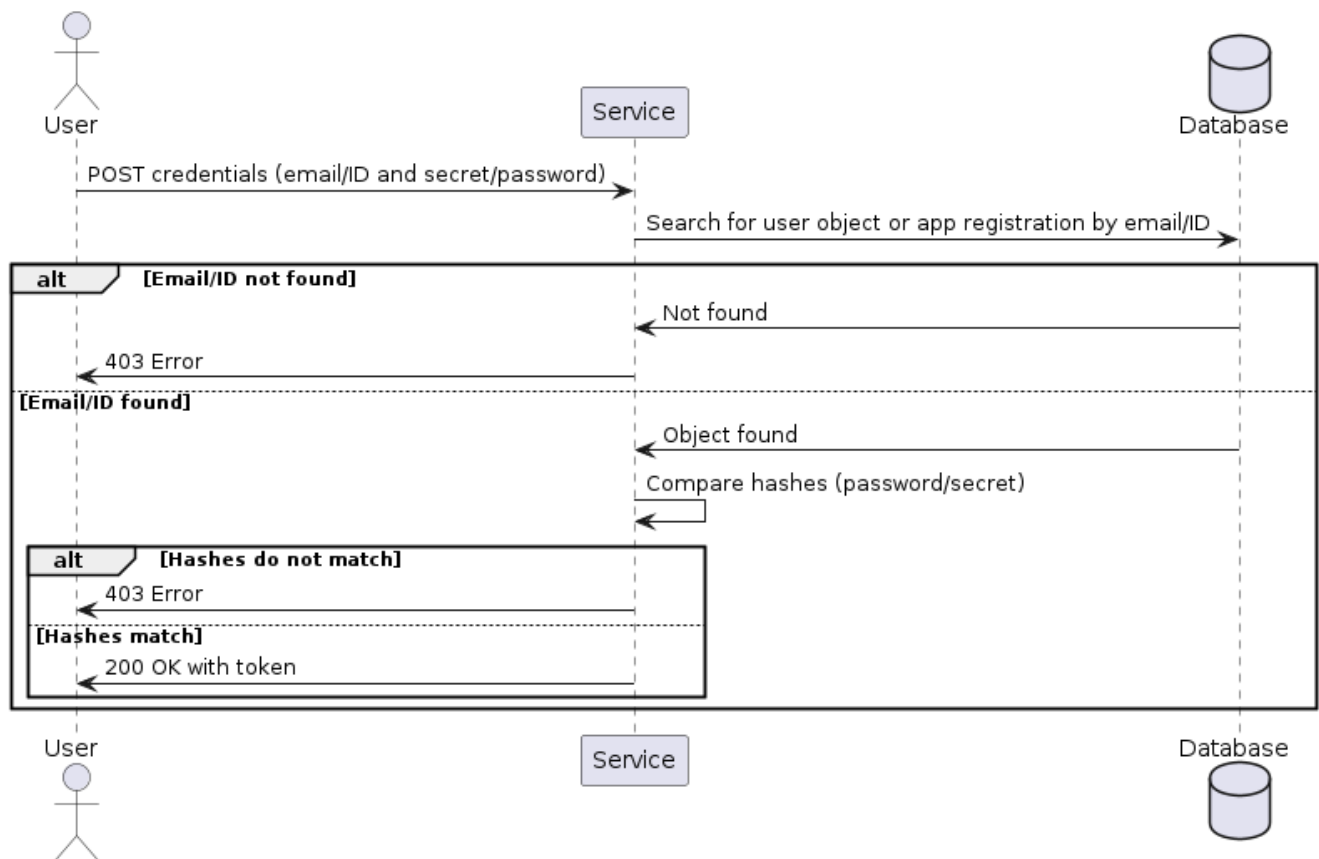 User
Service
Database
POST credentials (email/ID and secret/password)
Search for user object or app registration by email/ID
alt [Email/ID not found]
Not found
403 Error
[Email/ID found]
Object found
Compare hashes (password/secret)
alt [Hashes do not match]
403 Error
[Hashes match]
200 OK with token
User
Service
Database